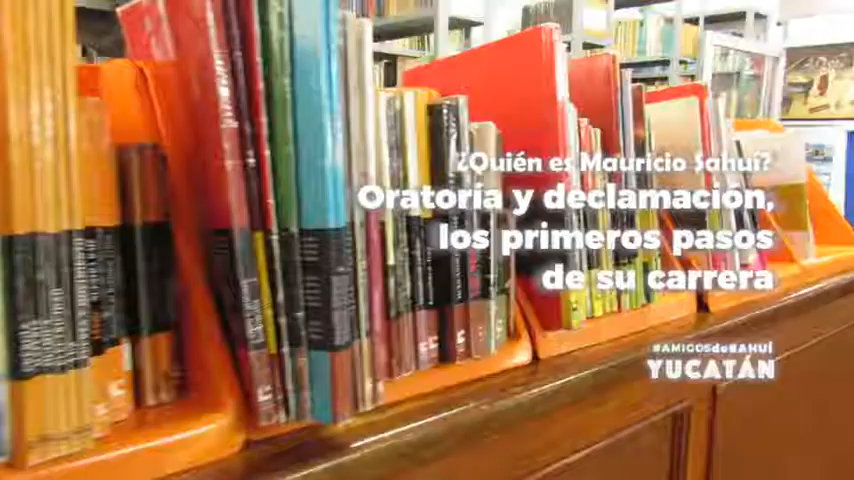 ¿Quién es Mauricio Sahuí?
Oratoria y declamación,
los primeros pasos
de su carrera
#AMIGOSdeSAHUÍ
YUCATÁN